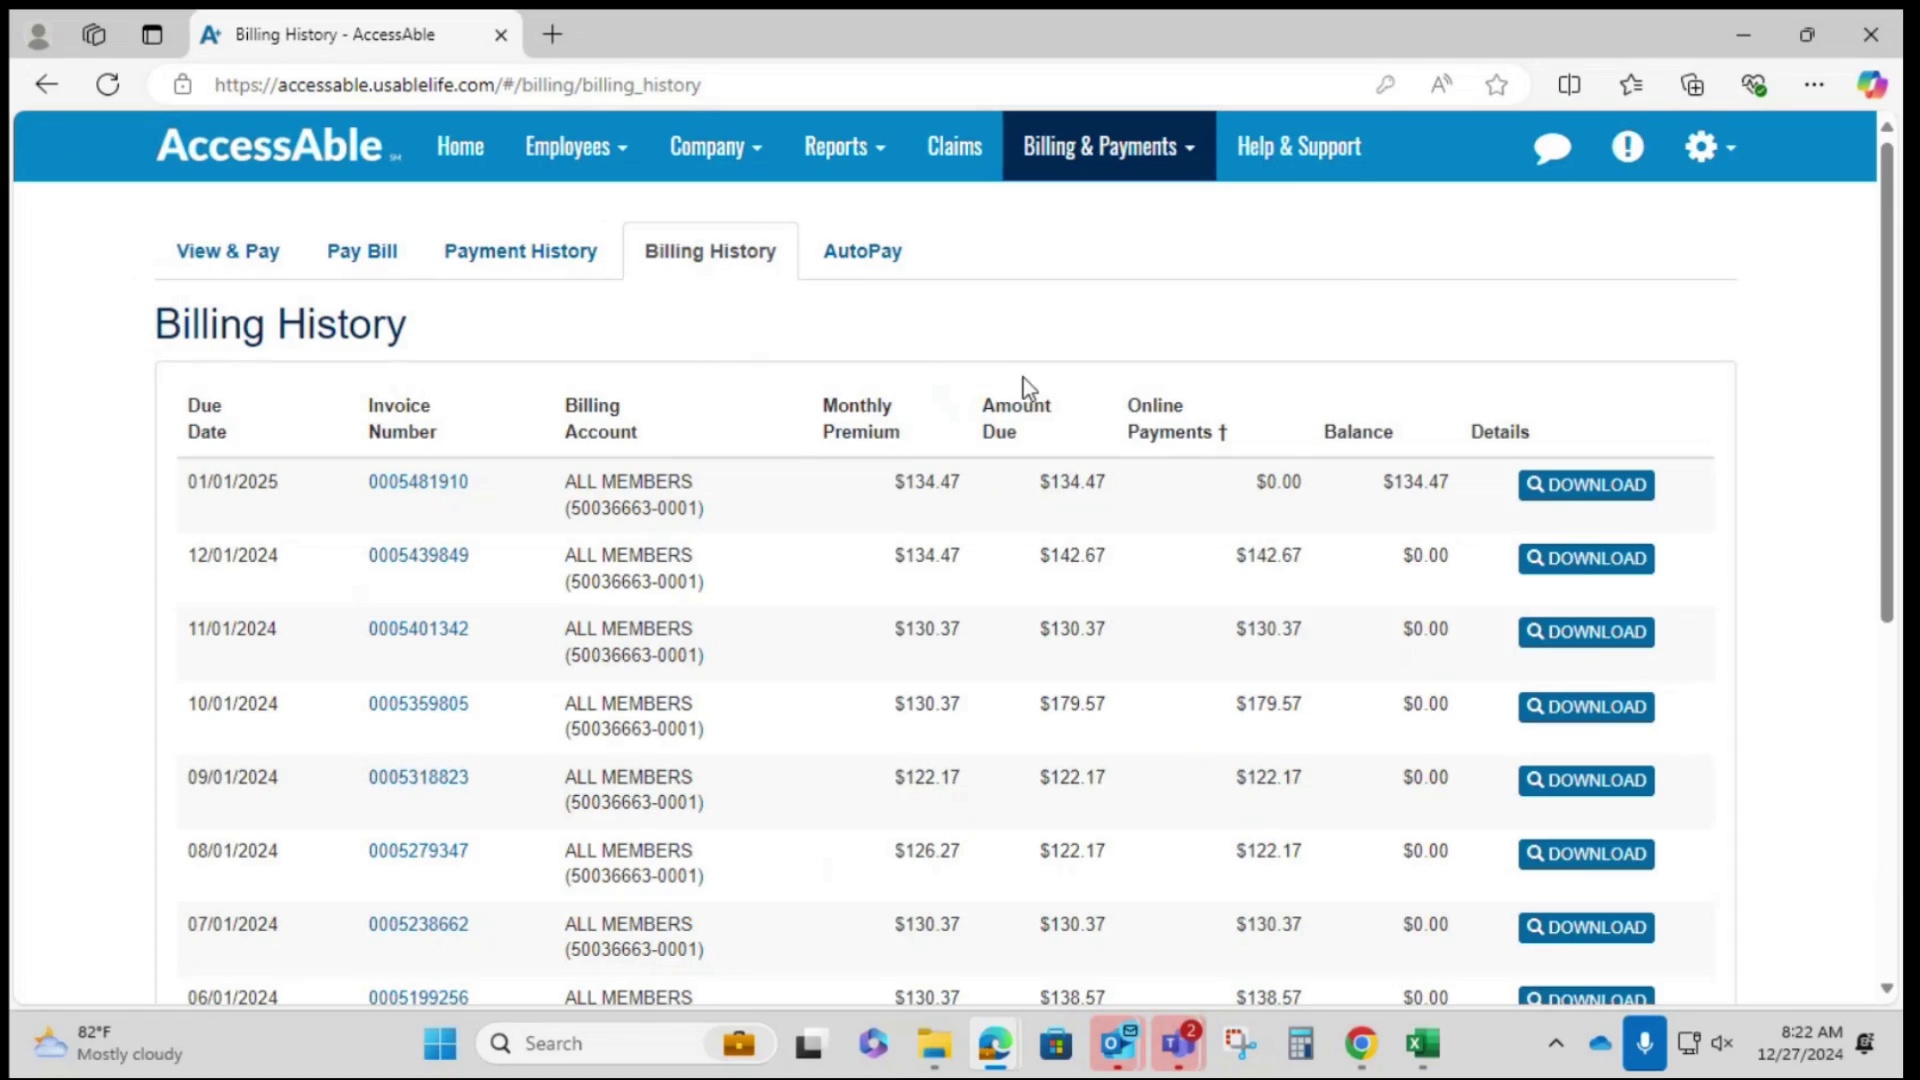 Billing History - AccessAble
https://accessable.usablelife.com/#/billing/billing_history
AccessAble SM Home Employees Company Reports Claims Billing & Payments Help & Support
View & Pay Pay Bill Payment History Billing History AutoPay
Billing History
Due Date Invoice Number Billing Account Monthly Premium Amount Due Online Payments † Balance Details
01/01/2025 0005481910 ALL MEMBERS $134.47 $134.47 $0.00 $134.47 DOWNLOAD
(50036663-0001)
12/01/2024 0005439849 ALL MEMBERS $134.47 $142.67 $142.67 $0.00 DOWNLOAD
(50036663-0001)
11/01/2024 0005401342 ALL MEMBERS $130.37 $130.37 $130.37 $0.00 DOWNLOAD
(50036663-0001)
10/01/2024 0005359805 ALL MEMBERS $130.37 $179.57 $179.57 $0.00 DOWNLOAD
(50036663-0001)
09/01/2024 0005318823 ALL MEMBERS $122.17 $122.17 $122.17 $0.00 DOWNLOAD
(50036663-0001)
08/01/2024 0005279347 ALL MEMBERS $126.27 $122.17 $122.17 $0.00 DOWNLOAD
(50036663-0001)
07/01/2024 0005238662 ALL MEMBERS $130.37 $130.37 $130.37 $0.00 DOWNLOAD
(50036663-0001)
06/01/2024 0005199256 ALL MEMBERS $130.37 $138.57 $138.57 $0.00 DOWNLOAD
82°F
Mostly cloudy
Search
2
8:22 AM
12/27/2024